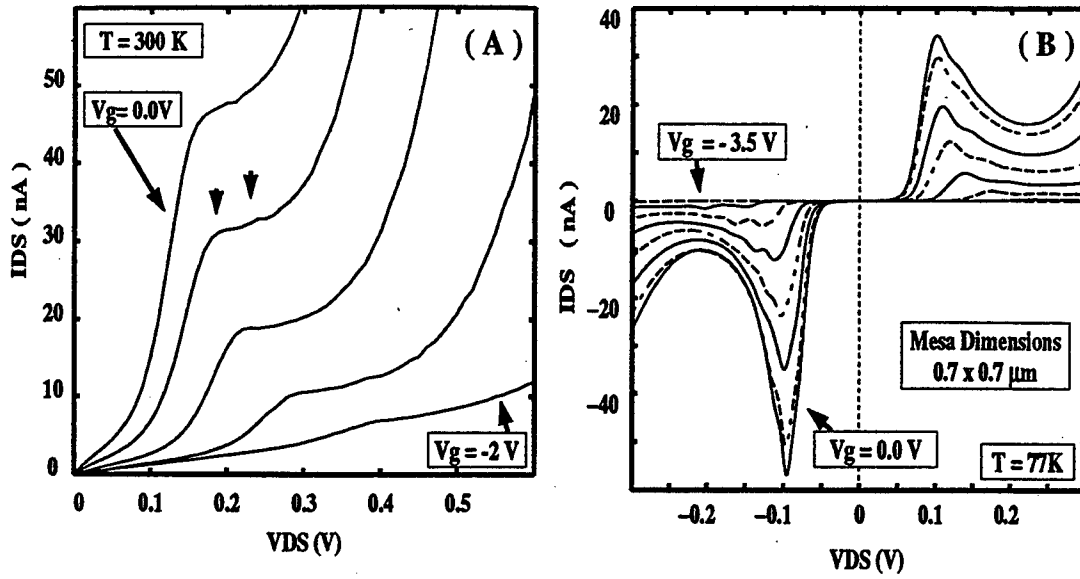 T = 300 K
( A )
Vg= 0.0V
50
40
30
20
10
0
IDS ( nA )
Vg = -2 V
0
0.1
0.2
0.3
0.4
0.5
VDS (V)
40
( B )
20
0
−20
−40
IDS ( nA )
Vg = - 3.5 V
Mesa Dimensions
0.7 x 0.7 μm
Vg = 0.0 V
T = 77K
−0.2
−0.1
0
0.1
0.2
VDS (V)